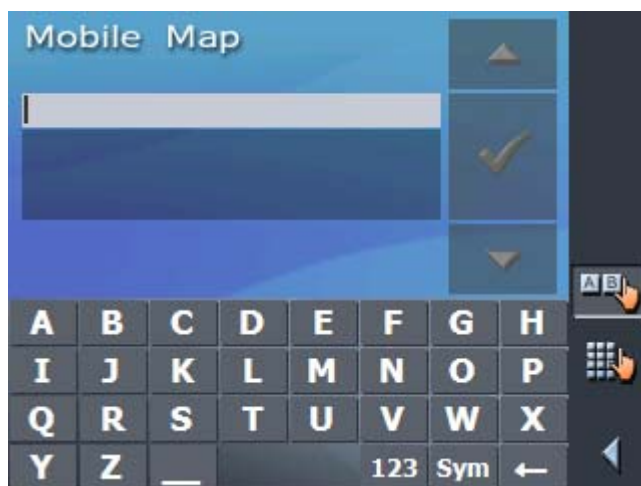 Mobile Map
A B
A B C D E F G H
I J K L M N O P
Q R S T U V W X
Y Z _ 123 Sym ←